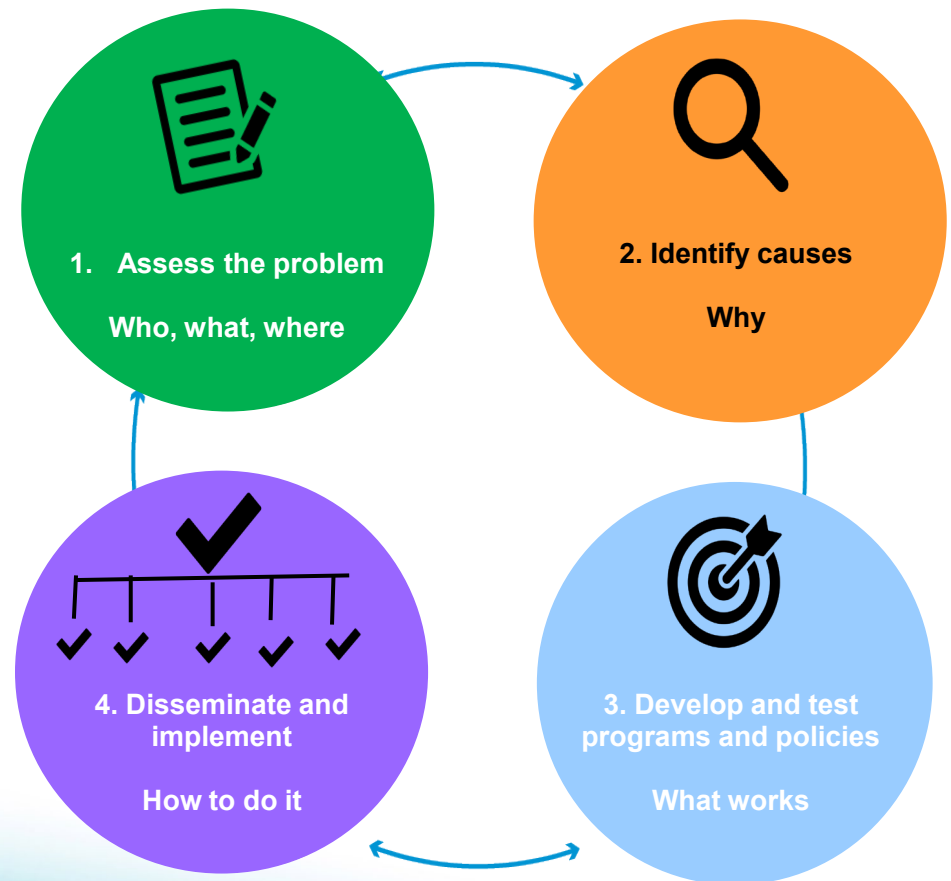 1. Assess the problem
Who, what, where
2. Identify causes
Why
4. Disseminate and
implement
How to do it
3. Develop and test
programs and policies
What works